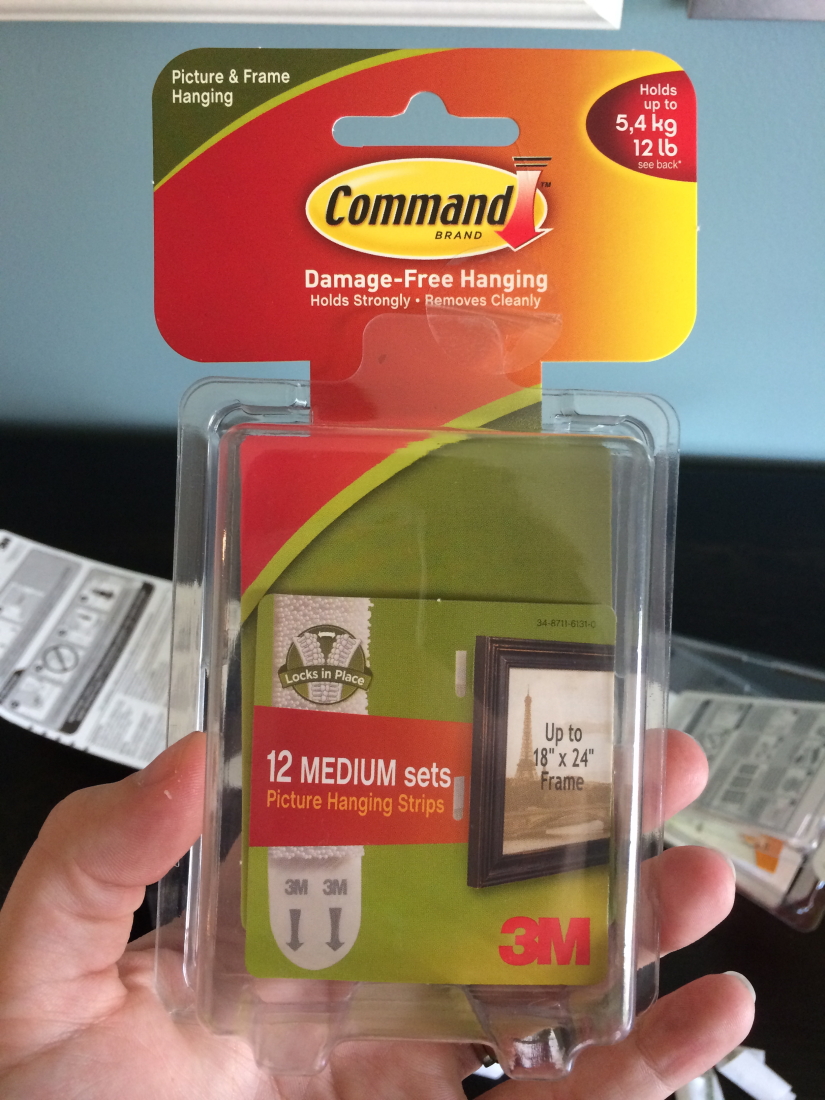 Picture & Frame
Hanging
Holds
up to
5,4 kg
12 lb
see back*
Command™
BRAND
Damage-Free Hanging
Holds Strongly • Removes Cleanly
34-8711-6131-0
Locks in Place
Up to
18" x 24"
Frame
12 MEDIUM sets
Picture Hanging Strips
3M 3M
3M